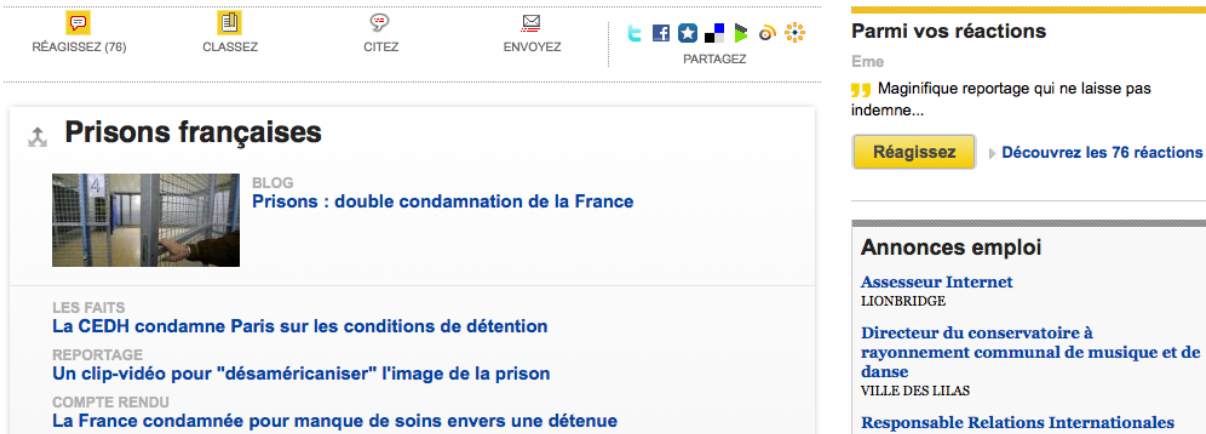 RÉAGISSEZ (76)
CLASSEZ
CITEZ
ENVOYEZ
PARTAGEZ
Prisons françaises
4
BLOG
Prisons : double condamnation de la France
LES FAITS
La CEDH condamne Paris sur les conditions de détention
REPORTAGE
Un clip-vidéo pour "désaméricaniser" l'image de la prison
COMPTE RENDU
La France condamnée pour manque de soins envers une détenue
Parmi vos réactions
Eme
Maginifique reportage qui ne laisse pas
indemne...
Réagissez
Découvrez les 76 réactions
Annonces emploi
Assesseur Internet
LIONBRIDGE
Directeur du conservatoire à
rayonnement communal de musique et de
danse
VILLE DES LILAS
Responsable Relations Internationales